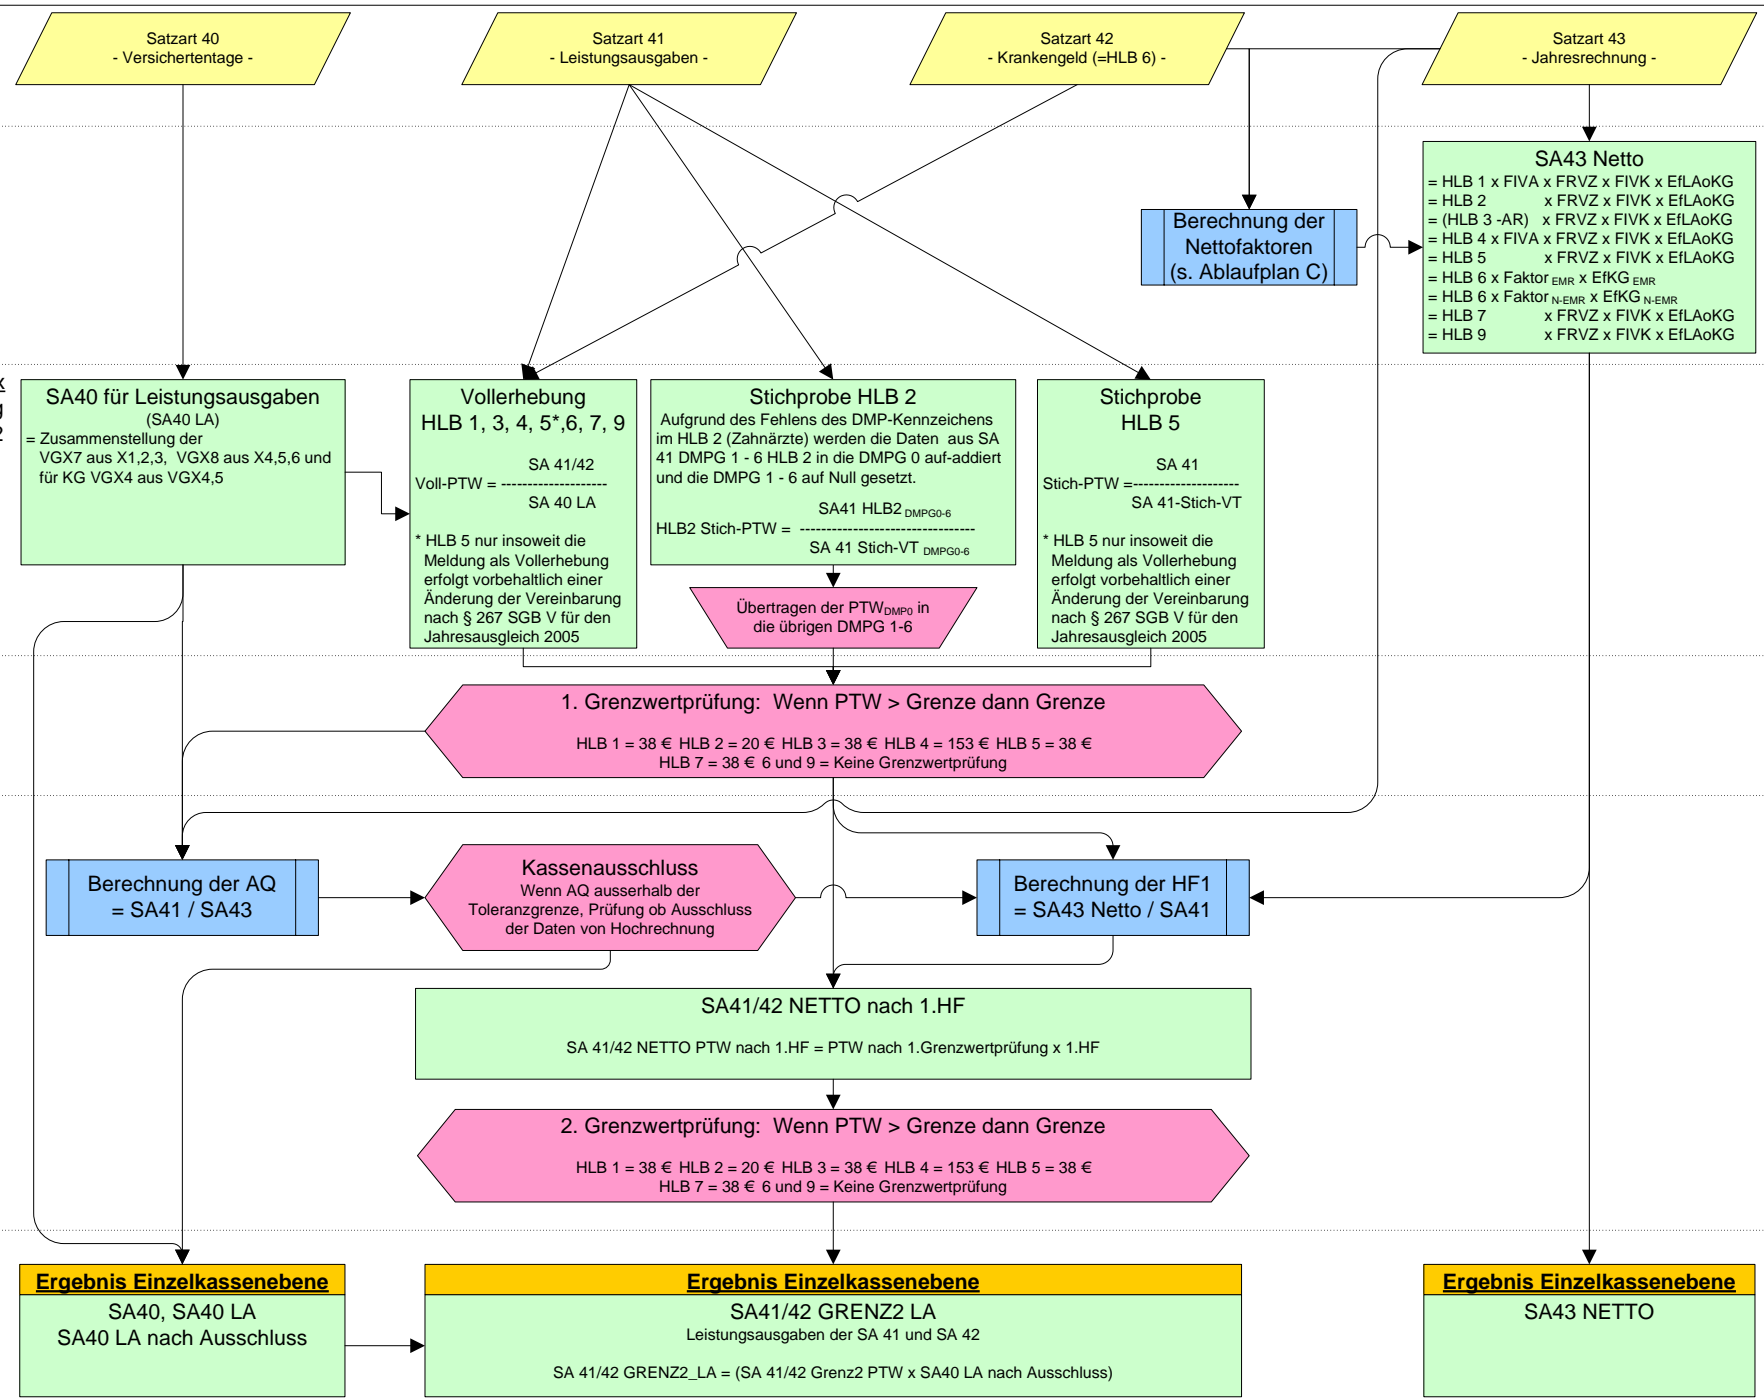 Satzart 40
- Versichertentage -
Satzart 41
- Leistungsausgaben -
Satzart 42
- Krankengeld (=HLB 6) -
Satzart 43
- Jahresrechnung -
SA43 Netto
= HLB 1 x FIVA x FRVZ x FIVK x EfLAoKG
= HLB 2 x FRVZ x FIVK x EfLAoKG
= (HLB 3 -AR) x FRVZ x FIVK x EfLAoKG
= HLB 4 x FIVA x FRVZ x FIVK x EfLAoKG
= HLB 5 x FRVZ x FIVK x EfLAoKG
= HLB 6 x Faktor EMR x EfKG EMR
= HLB 6 x Faktor N-EMR x EfKG N-EMR
= HLB 7 x FRVZ x FIVK x EfLAoKG
= HLB 9 x FRVZ x FIVK x EfLAoKG
Berechnung der
Nettofaktoren
(s. Ablaufplan C)
SA40 für Leistungsausgaben
(SA40 LA)
= Zusammenstellung der
VGX7 aus X1,2,3, VGX8 aus X4,5,6 und
für KG VGX4 aus VGX4,5
Vollerhebung
HLB 1, 3, 4, 5*,6, 7, 9
SA 41/42
Voll-PTW = --------------------
SA 40 LA
* HLB 5 nur insoweit die
Meldung als Vollerhebung
erfolgt vorbehaltlich einer
Änderung der Vereinbarung
nach § 267 SGB V für den
Jahresausgleich 2005
Stichprobe HLB 2
Aufgrund des Fehlens des DMP-Kennzeichens
im HLB 2 (Zahnärzte) werden die Daten aus SA
41 DMPG 1 - 6 HLB 2 in die DMPG 0 auf-addiert
und die DMPG 1 - 6 auf Null gesetzt.
SA41 HLB2 DMPG0-6
HLB2 Stich-PTW = ---------------------------------
SA 41 Stich-VT DMPG0-6
Übertragen der PTWDMP0 in
die übrigen DMPG 1-6
Stichprobe
HLB 5
SA 41
Stich-PTW =--------------------
SA 41-Stich-VT
* HLB 5 nur insoweit die
Meldung als Vollerhebung
erfolgt vorbehaltlich einer
Änderung der Vereinbarung
nach § 267 SGB V für den
Jahresausgleich 2005
1. Grenzwertprüfung: Wenn PTW > Grenze dann Grenze
HLB 1 = 38 € HLB 2 = 20 € HLB 3 = 38 € HLB 4 = 153 € HLB 5 = 38 €
HLB 7 = 38 € 6 und 9 = Keine Grenzwertprüfung
Berechnung der AQ
= SA41 / SA43
Kassenausschluss
Wenn AQ ausserhalb der
Toleranzgrenze, Prüfung ob Ausschluss
der Daten von Hochrechnung
Berechnung der HF1
= SA43 Netto / SA41
SA41/42 NETTO nach 1.HF
SA 41/42 NETTO PTW nach 1.HF = PTW nach 1.Grenzwertprüfung x 1.HF
2. Grenzwertprüfung: Wenn PTW > Grenze dann Grenze
HLB 1 = 38 € HLB 2 = 20 € HLB 3 = 38 € HLB 4 = 153 € HLB 5 = 38 €
HLB 7 = 38 € 6 und 9 = Keine Grenzwertprüfung
Ergebnis Einzelkassenebene
SA40, SA40 LA
SA40 LA nach Ausschluss
Ergebnis Einzelkassenebene
SA41/42 GRENZ2 LA
Leistungsausgaben der SA 41 und SA 42
SA 41/42 GRENZ2_LA = (SA 41/42 Grenz2 PTW x SA40 LA nach Ausschluss)
Ergebnis Einzelkassenebene
SA43 NETTO